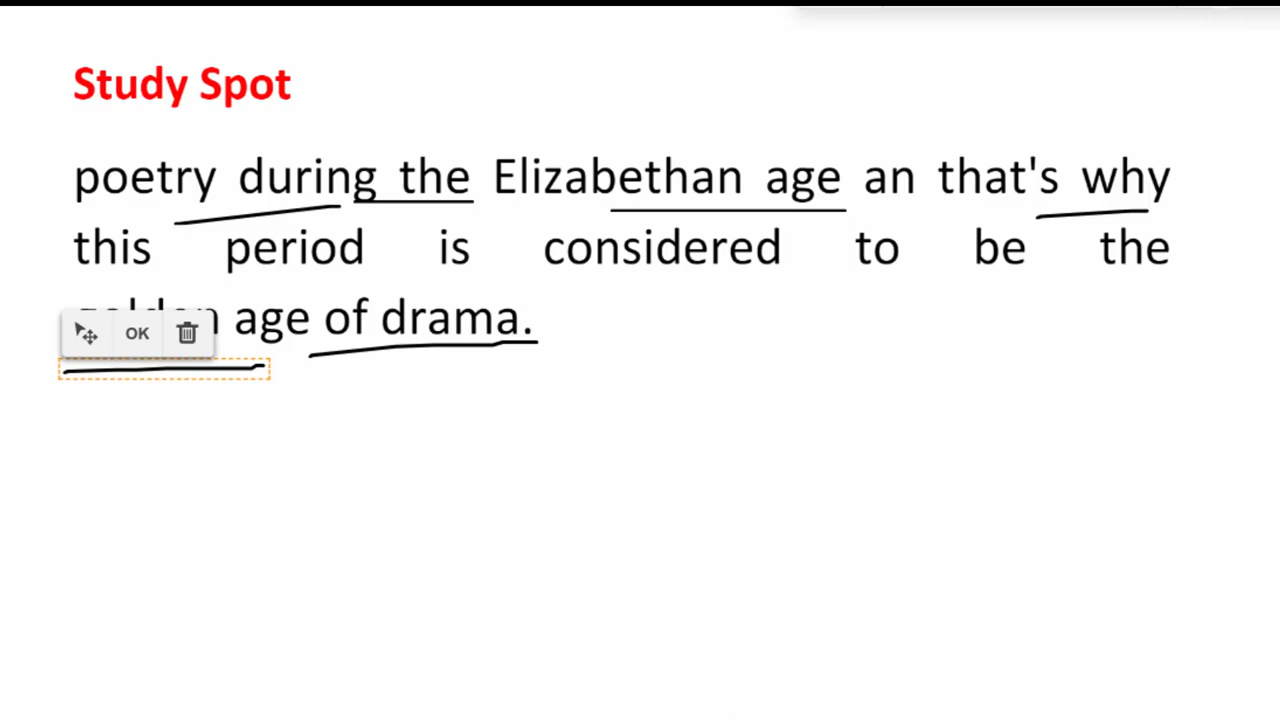 Study Spot
poetry during the Elizabethan age an that's why
this period is considered to be the
golden age of drama.
OK